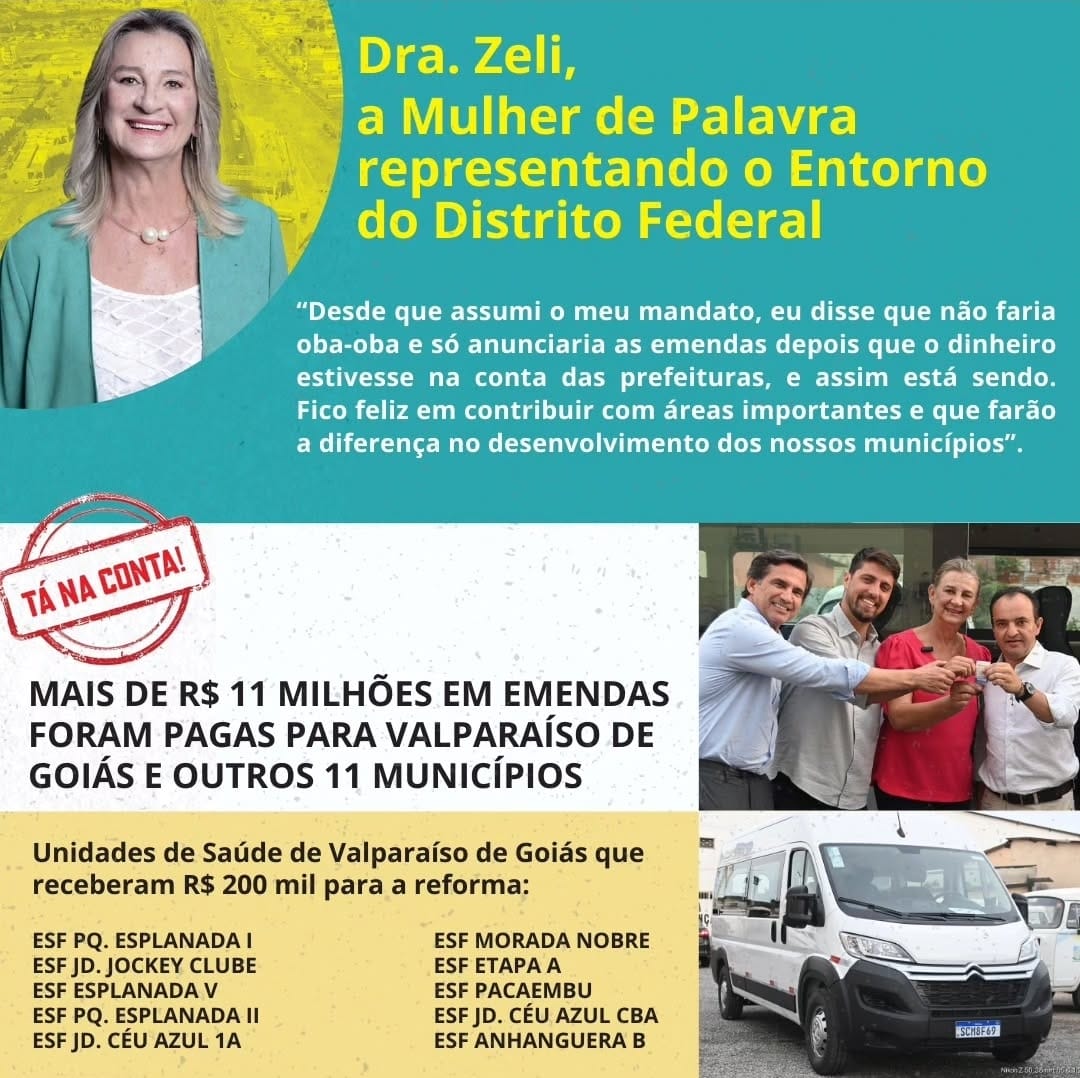 Dra. Zeli,
a Mulher de Palavra
representando o Entorno
do Distrito Federal
“Desde que assumi o meu mandato, eu disse que não faria
oba-oba e só anunciaria as emendas depois que o dinheiro
estivesse na conta das prefeituras, e assim está sendo.
Fico feliz em contribuir com áreas importantes e que farão
a diferença no desenvolvimento dos nossos municípios”.
TÁ NA CONTA!
MAIS DE R$ 11 MILHÕES EM EMENDAS
FORAM PAGAS PARA VALPARAÍSO DE
GOIÁS E OUTROS 11 MUNICÍPIOS
Unidades de Saúde de Valparaíso de Goiás que
receberam R$ 200 mil para a reforma:
ESF PQ. ESPLANADA I
ESF JD. JOCKEY CLUBE
ESF ESPLANADA V
ESF PQ. ESPLANADA II
ESF JD. CÉU AZUL 1A
ESF MORADA NOBRE
ESF ETAPA A
ESF PACAEMBU
ESF JD. CÉU AZUL CBA
ESF ANHANGUERA B
SCM8F69